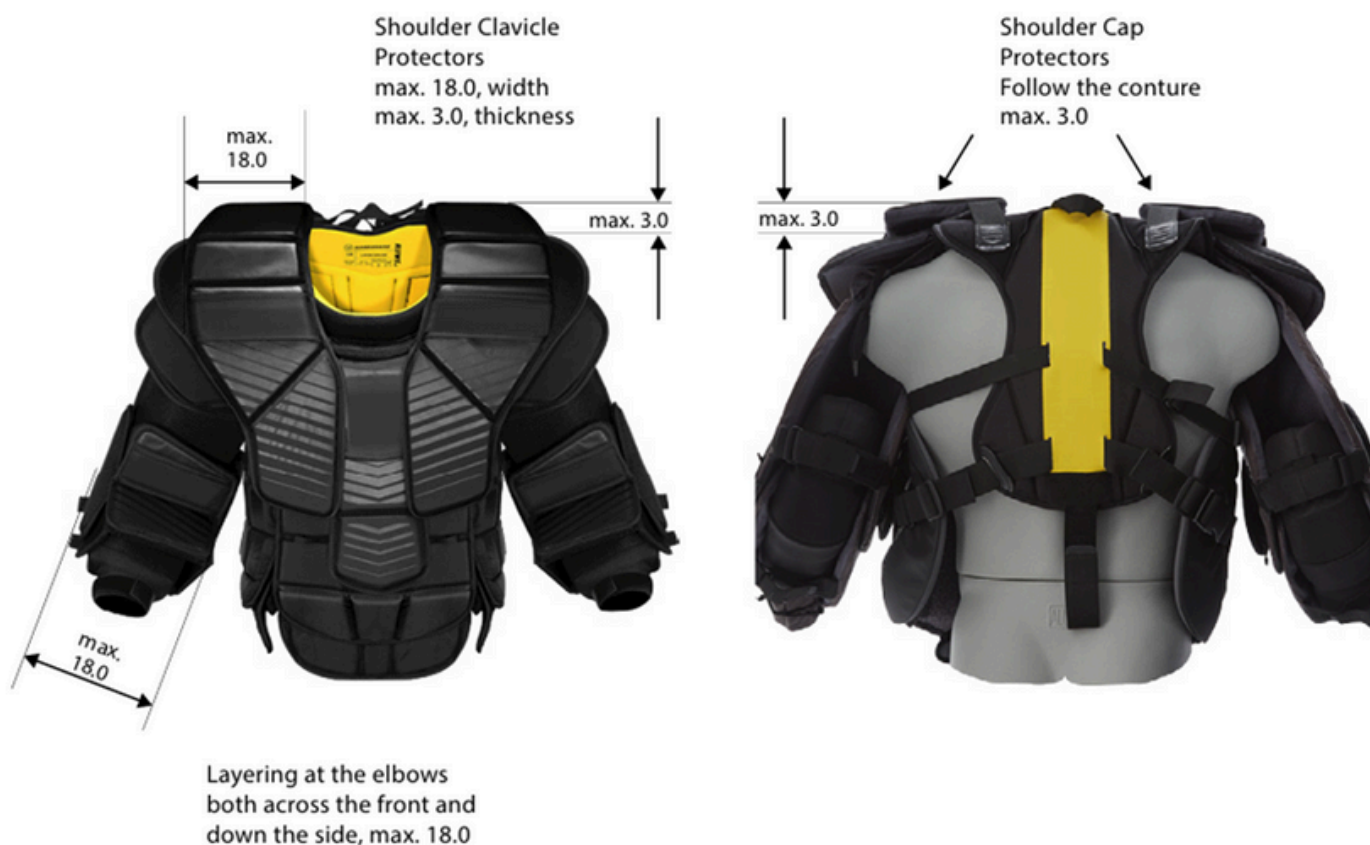 Shoulder Clavicle
Protectors
max. 18.0, width
max. 3.0, thickness
Shoulder Cap
Protectors
Follow the conture
max. 3.0
max.
18.0
max. 3.0
max. 3.0
max.
18.0
Layering at the elbows
both across the front and
down the side, max. 18.0